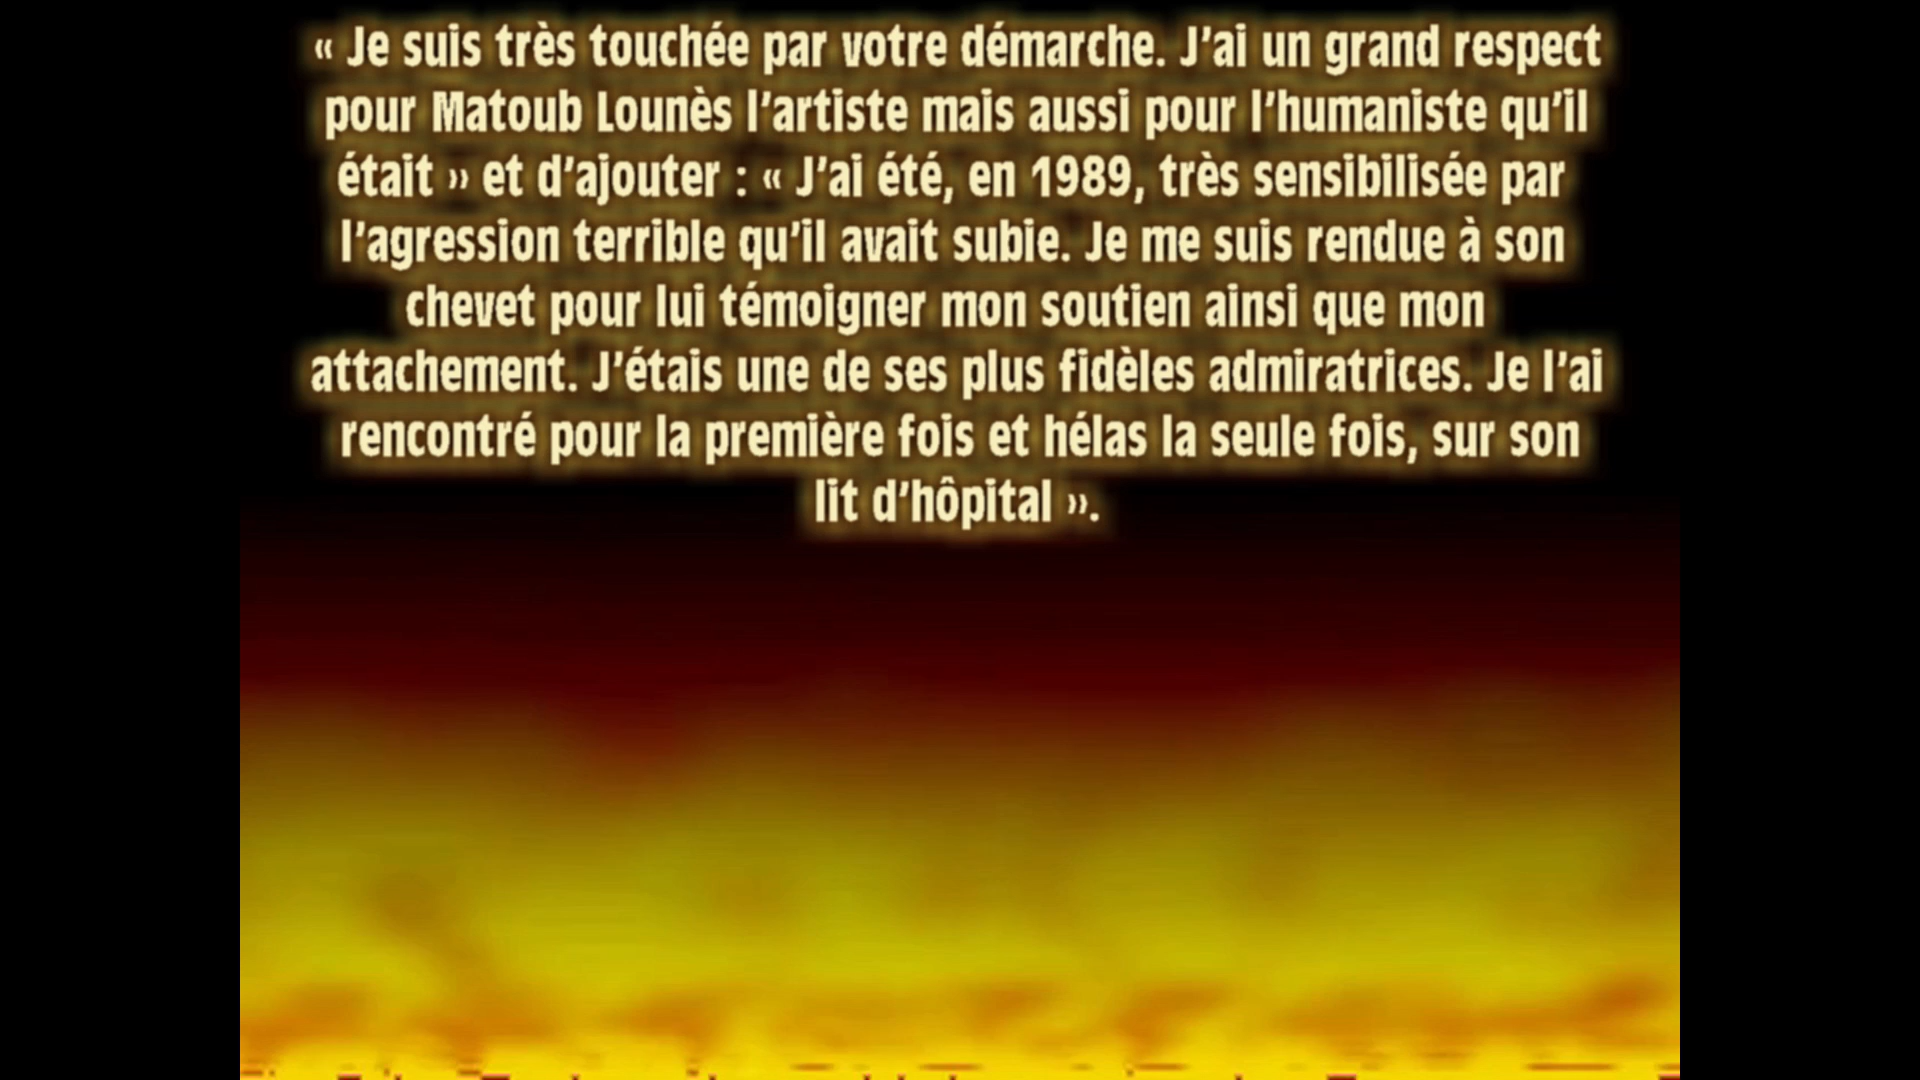 « Je suis très touchée par votre démarche. J’ai un grand respect
pour Matoub Lounès l’artiste mais aussi pour l’humaniste qu’il
était » et d’ajouter : « J’ai été, en 1989, très sensibilisée par
l’agression terrible qu’il avait subie. Je me suis rendue à son
chevet pour lui témoigner mon soutien ainsi que mon
attachement. J’étais une de ses plus fidèles admiratrices. Je l’ai
rencontré pour la première fois et hélas la seule fois, sur son
lit d’hôpital ».